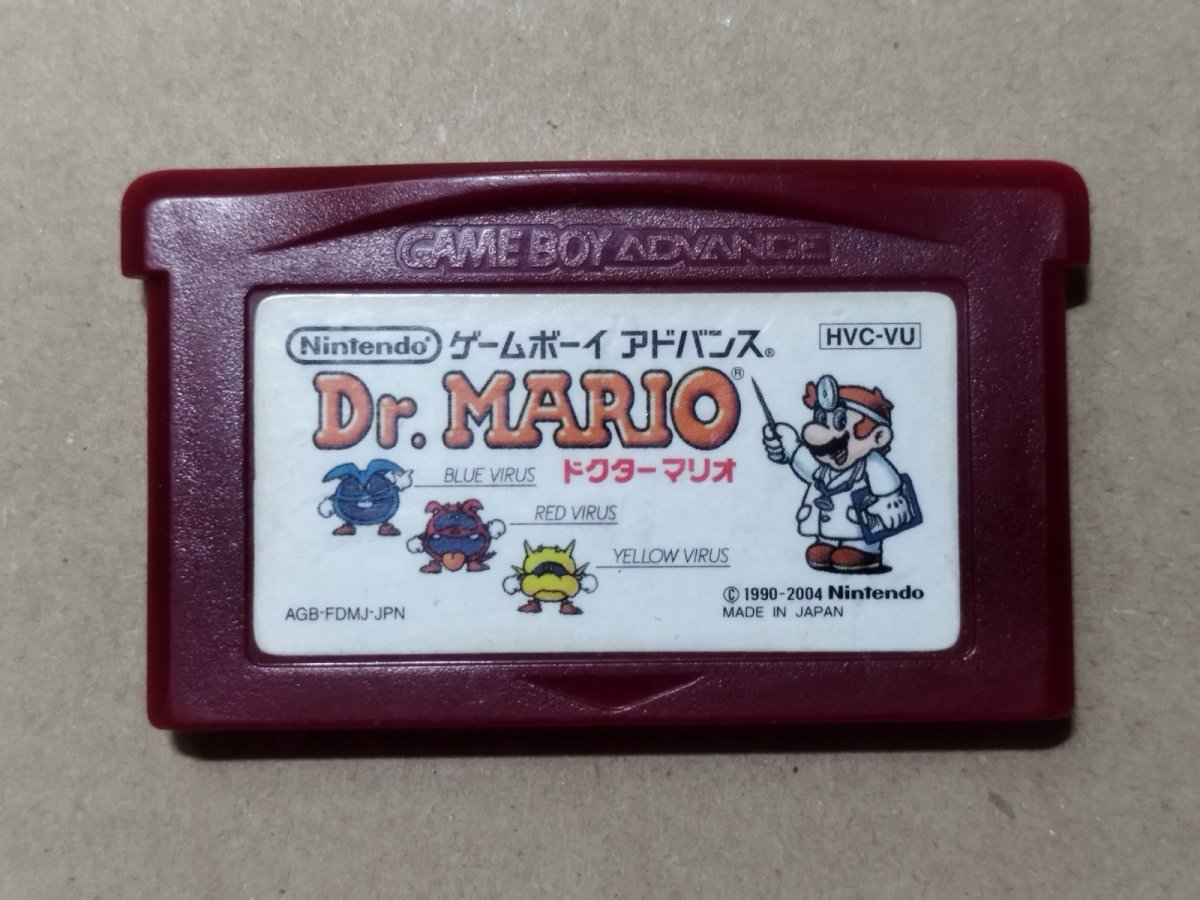 GAME BOY ADVANCE
Nintendo® ゲームボーイ アドバンス®
HVC-VU
Dr. MARIO®
ドクターマリオ
BLUE VIRUS
RED VIRUS
YELLOW VIRUS
© 1990-2004 Nintendo
AGB-FDMJ-JPN
MADE IN JAPAN